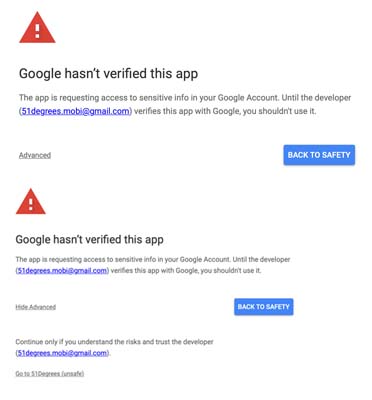 Google hasn't verified this app
The app is requesting access to sensitive info in your Google Account. Until the developer
(51degrees.mobi@gmail.com) verifies this app with Google, you shouldn't use it.
Advanced
BACK TO SAFETY
Google hasn't verified this app
The app is requesting access to sensitive info in your Google Account. Until the developer
(51degrees.mobi@gmail.com) verifies this app with Google, you shouldn't use it.
Hide Advanced
BACK TO SAFETY
Continue only if you understand the risks and trust the developer
(51degrees.mobi@gmail.com).
Go to 51Degrees (unsafe)